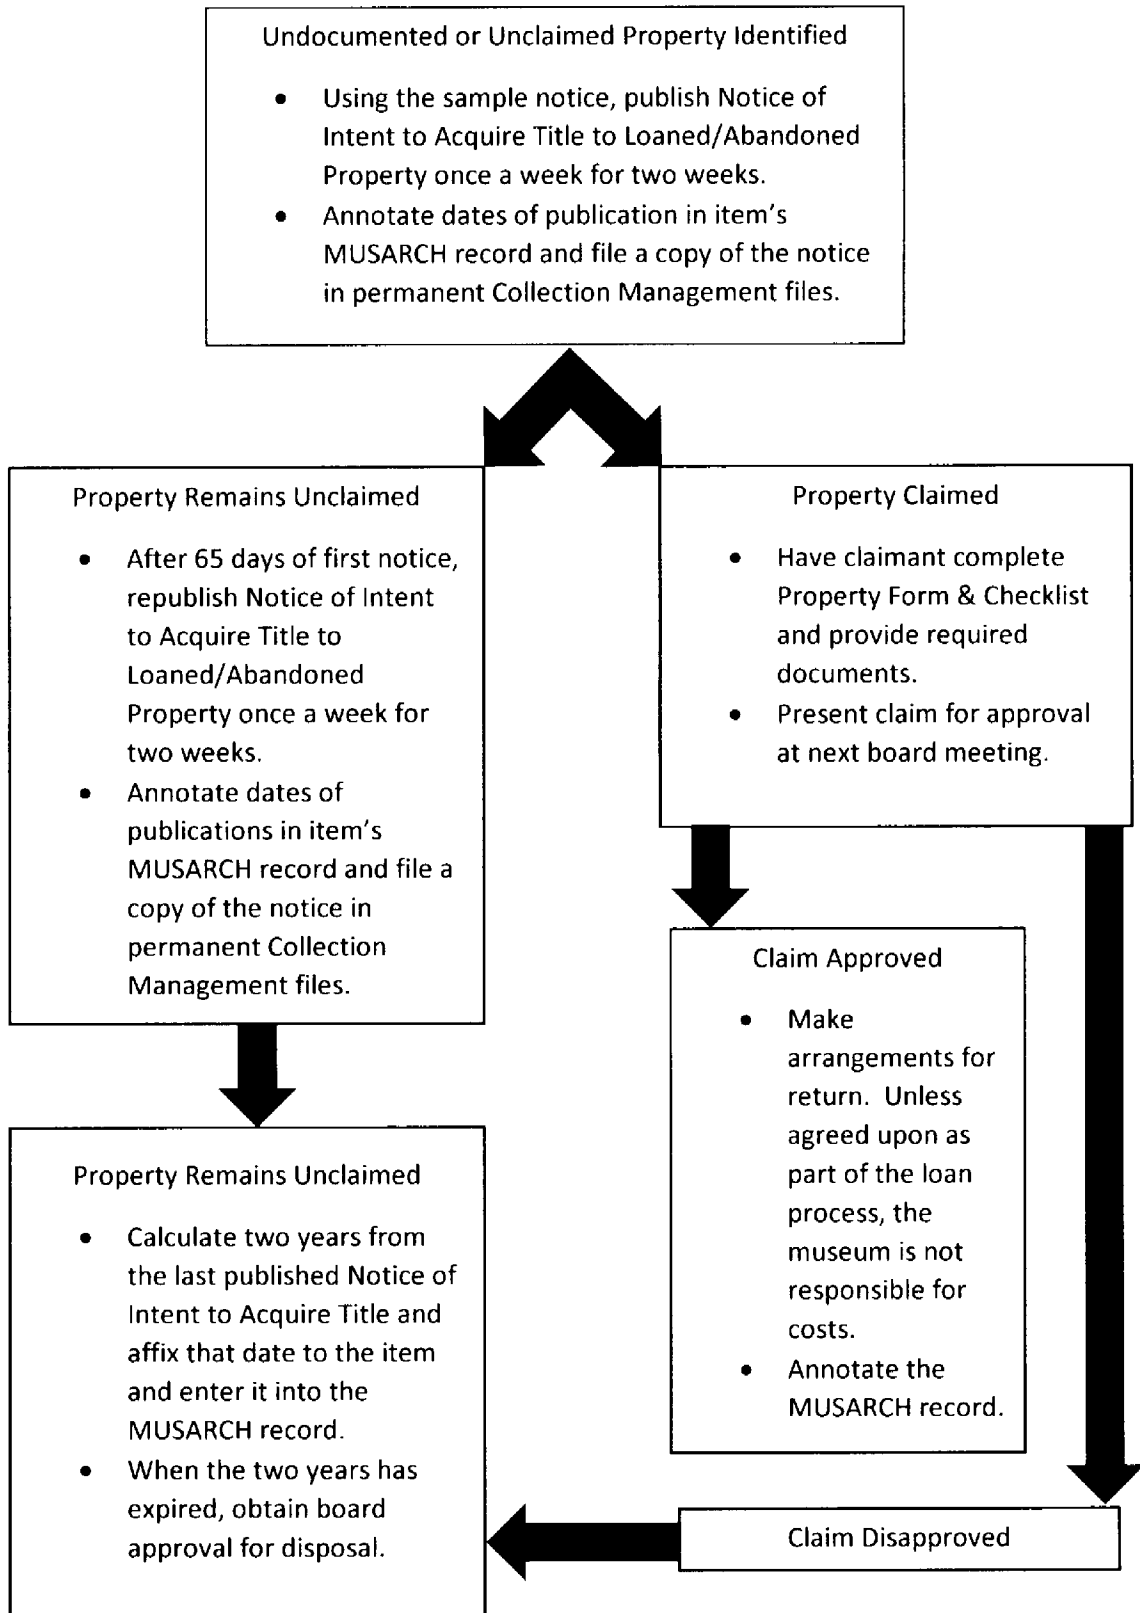 Undocumented or Unclaimed Property Identified
• Using the sample notice, publish Notice of
Intent to Acquire Title to Loaned/Abandoned
Property once a week for two weeks.
• Annotate dates of publication in item's
MUSARCH record and file a copy of the notice
in permanent Collection Management files.
Property Remains Unclaimed
• After 65 days of first notice,
republish Notice of Intent
to Acquire Title to
Loaned/Abandoned
Property once a week for
two weeks.
• Annotate dates of
publications in item's
MUSARCH record and file a
copy of the notice in
permanent Collection
Management files.
Property Claimed
• Have claimant complete
Property Form & Checklist
and provide required
documents.
• Present claim for approval
at next board meeting.
Claim Approved
• Make
arrangements for
return. Unless
agreed upon as
part of the loan
process, the
museum is not
responsible for
costs.
• Annotate the
MUSARCH record.
Property Remains Unclaimed
• Calculate two years from
the last published Notice of
Intent to Acquire Title and
affix that date to the item
and enter it into the
MUSARCH record.
• When the two years has
expired, obtain board
approval for disposal.
Claim Disapproved